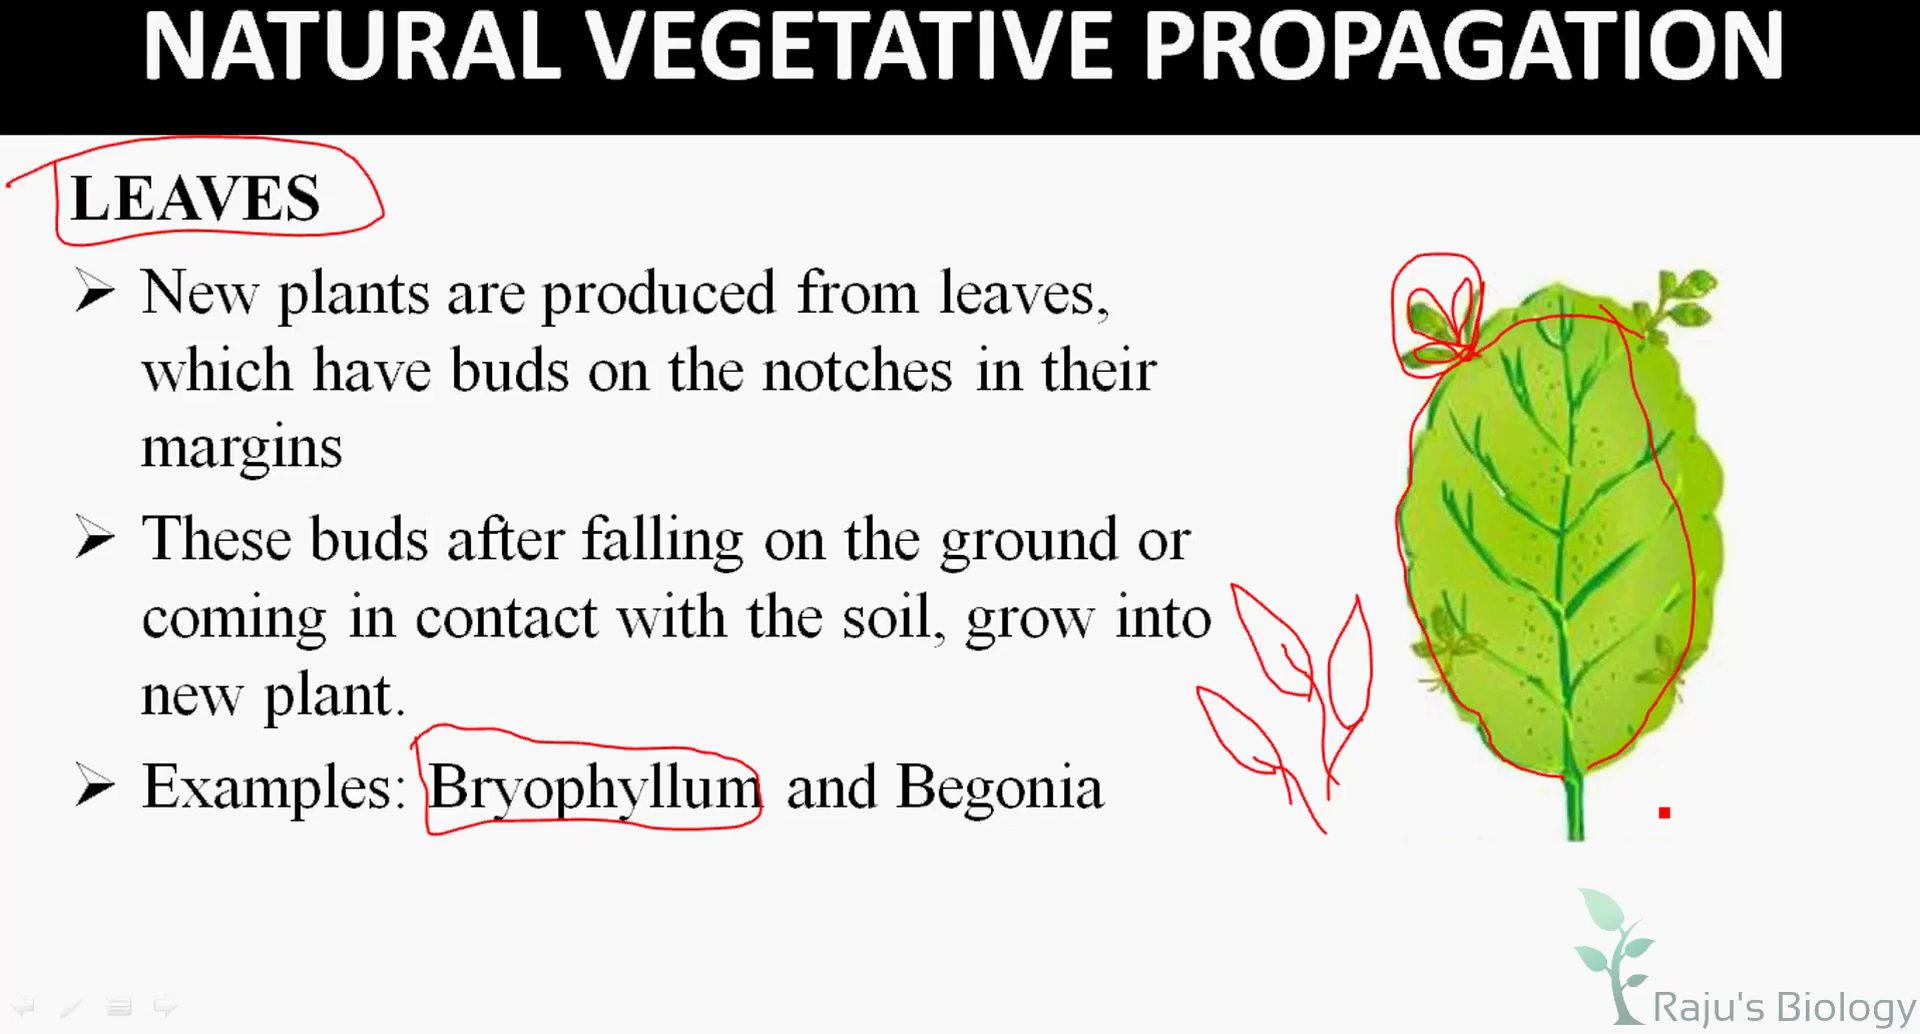 NATURAL VEGETATIVE PROPAGATION
LEAVES
➢ New plants are produced from leaves,
which have buds on the notches in their
margins
➢ These buds after falling on the ground or
coming in contact with the soil, grow into
new plant.
➢ Examples: Bryophyllum and Begonia
Raju's Biology